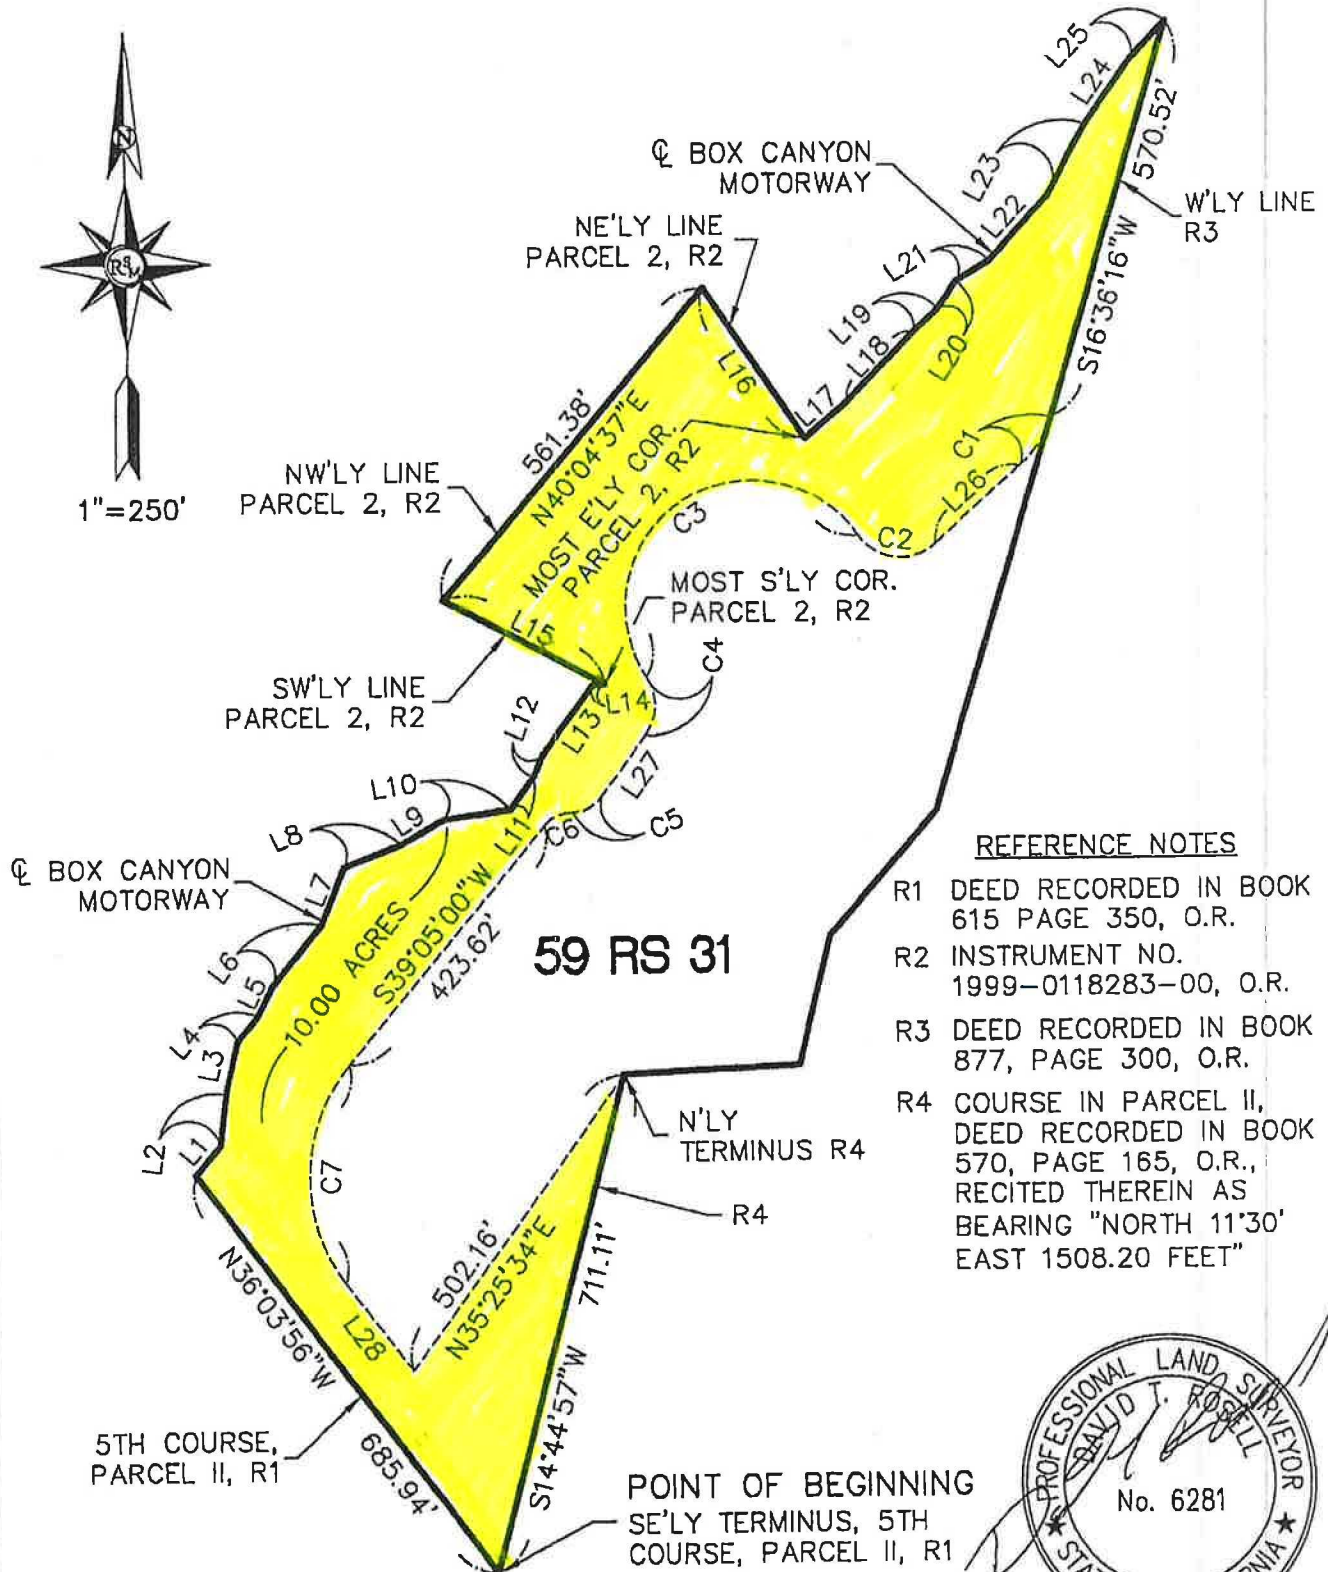 N
R&M
1"=250'
L25
L24
570.52'
℄ BOX CANYON
MOTORWAY
L23
W'LY LINE
R3
L22
NE'LY LINE
PARCEL 2, R2
L21
S16°36'16"W
L19
L18
L20
L16
L17
561.38'
N40°04'37"E
MOST E'LY COR.
PARCEL 2, R2
C1
L26
NW'LY LINE
PARCEL 2, R2
C3
C2
MOST S'LY COR.
PARCEL 2, R2
L15
C4
SW'LY LINE
PARCEL 2, R2
L14
L12
L13
L27
L10
C5
L9
L11
C6
L8
℄ BOX CANYON
MOTORWAY
L7
S39°05'00"W
423.62'
10.00 ACRES
59 RS 31
L6
L5
L4
L3
L2
L1
REFERENCE NOTES
R1 DEED RECORDED IN BOOK
615 PAGE 350, O.R.
R2 INSTRUMENT NO.
1999-0118283-00, O.R.
R3 DEED RECORDED IN BOOK
877, PAGE 300, O.R.
R4 COURSE IN PARCEL II,
DEED RECORDED IN BOOK
570, PAGE 165, O.R.,
RECITED THEREIN AS
BEARING "NORTH 11°30'
EAST 1508.20 FEET"
N'LY
TERMINUS R4
C7
R4
502.16'
N35°25'34"E
711.11'
S14°44'57"W
N36°03'56"W
685.94'
L28
5TH COURSE,
PARCEL II, R1
POINT OF BEGINNING
SE'LY TERMINUS, 5TH
COURSE, PARCEL II, R1
PROFESSIONAL LAND SURVEYOR
DAVID T. ROSELL
No. 6281